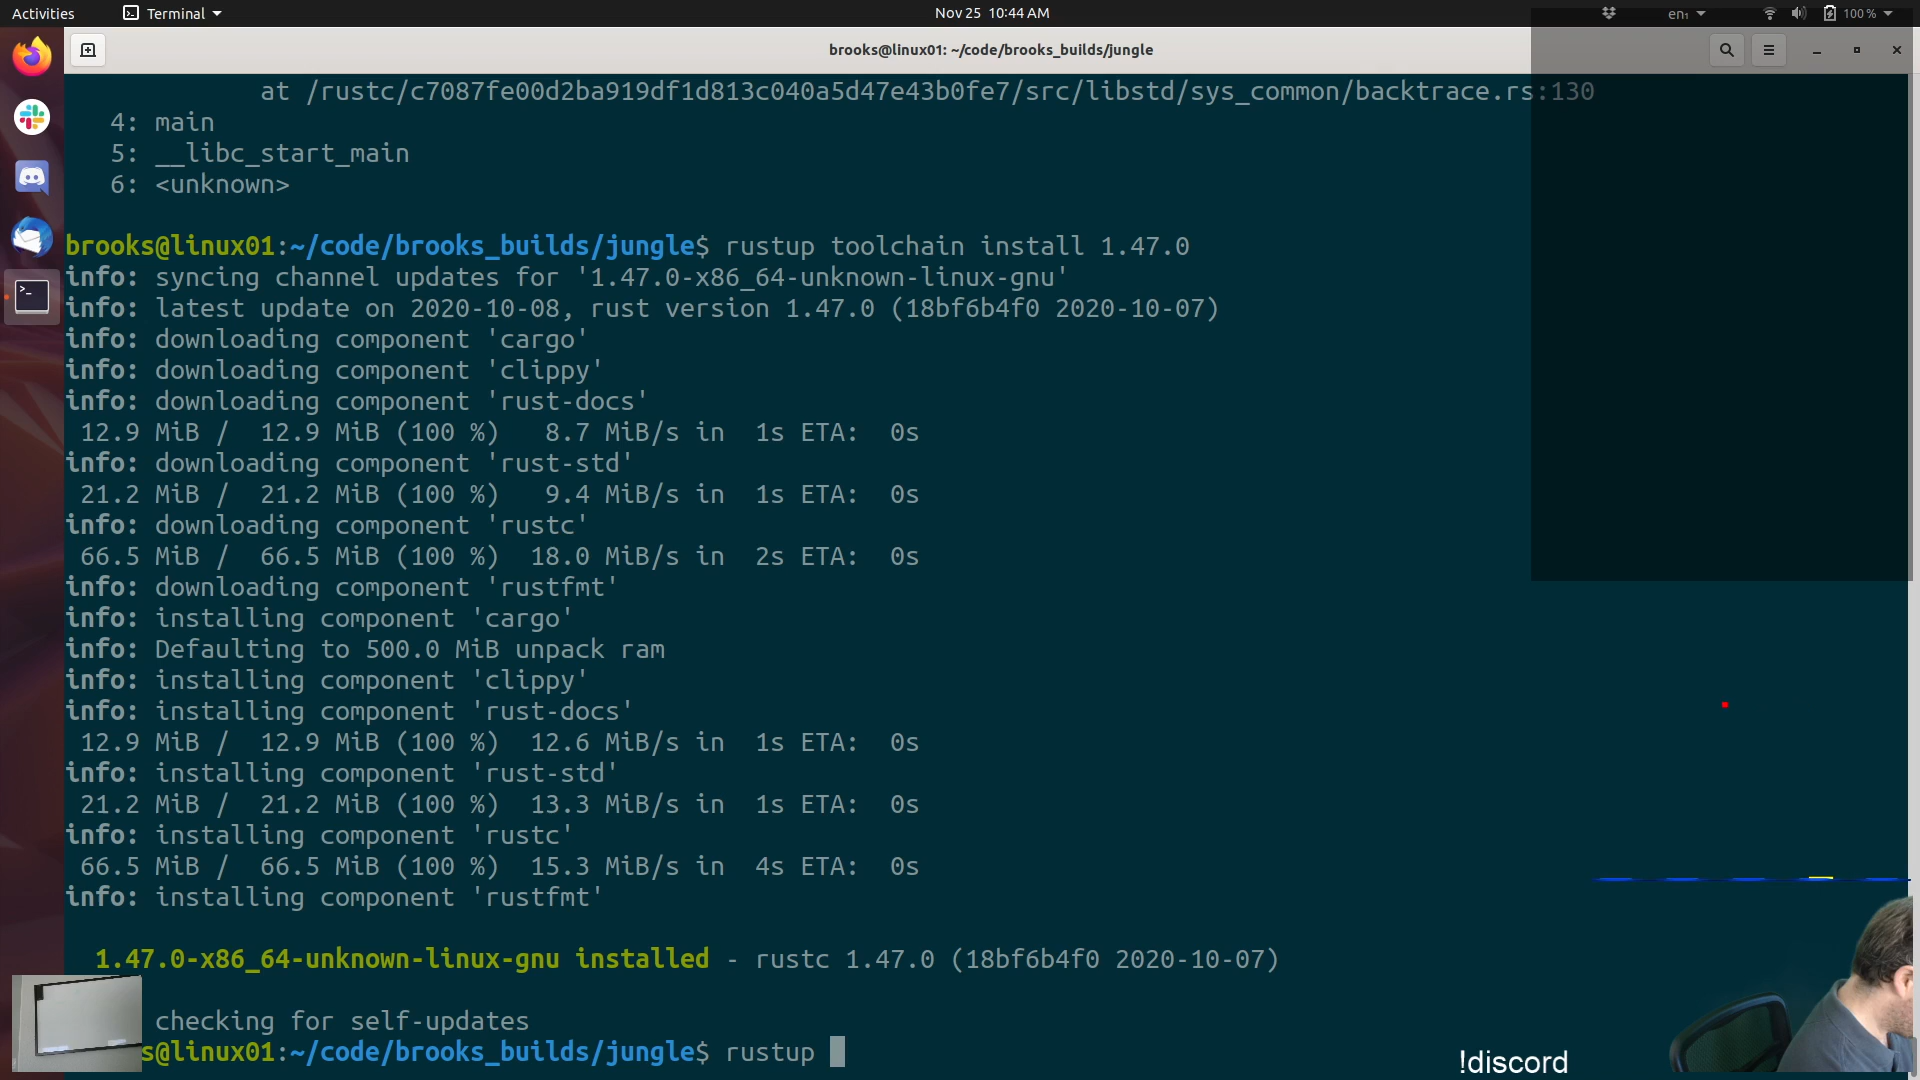 Activities
Terminal
Nov 25 10:44 AM
en₁
100 %
brooks@linux01: ~/code/brooks_builds/jungle
at /rustc/c7087fe00d2ba919df1d813c040a5d47e43b0fe7/src/libstd/sys_common/backtrace.rs:130
4: main
5: __libc_start_main
6: <unknown>
brooks@linux01:~/code/brooks_builds/jungle$ rustup toolchain install 1.47.0
info: syncing channel updates for '1.47.0-x86_64-unknown-linux-gnu'
info: latest update on 2020-10-08, rust version 1.47.0 (18bf6b4f0 2020-10-07)
info: downloading component 'cargo'
info: downloading component 'clippy'
info: downloading component 'rust-docs'
12.9 MiB / 12.9 MiB (100 %) 8.7 MiB/s in 1s ETA: 0s
info: downloading component 'rust-std'
21.2 MiB / 21.2 MiB (100 %) 9.4 MiB/s in 1s ETA: 0s
info: downloading component 'rustc'
66.5 MiB / 66.5 MiB (100 %) 18.0 MiB/s in 2s ETA: 0s
info: downloading component 'rustfmt'
info: installing component 'cargo'
info: Defaulting to 500.0 MiB unpack ram
info: installing component 'clippy'
info: installing component 'rust-docs'
12.9 MiB / 12.9 MiB (100 %) 12.6 MiB/s in 1s ETA: 0s
info: installing component 'rust-std'
21.2 MiB / 21.2 MiB (100 %) 13.3 MiB/s in 1s ETA: 0s
info: installing component 'rustc'
66.5 MiB / 66.5 MiB (100 %) 15.3 MiB/s in 4s ETA: 0s
info: installing component 'rustfmt'
1.47.0-x86_64-unknown-linux-gnu installed - rustc 1.47.0 (18bf6b4f0 2020-10-07)
checking for self-updates
s@linux01:~/code/brooks_builds/jungle$ rustup
!discord